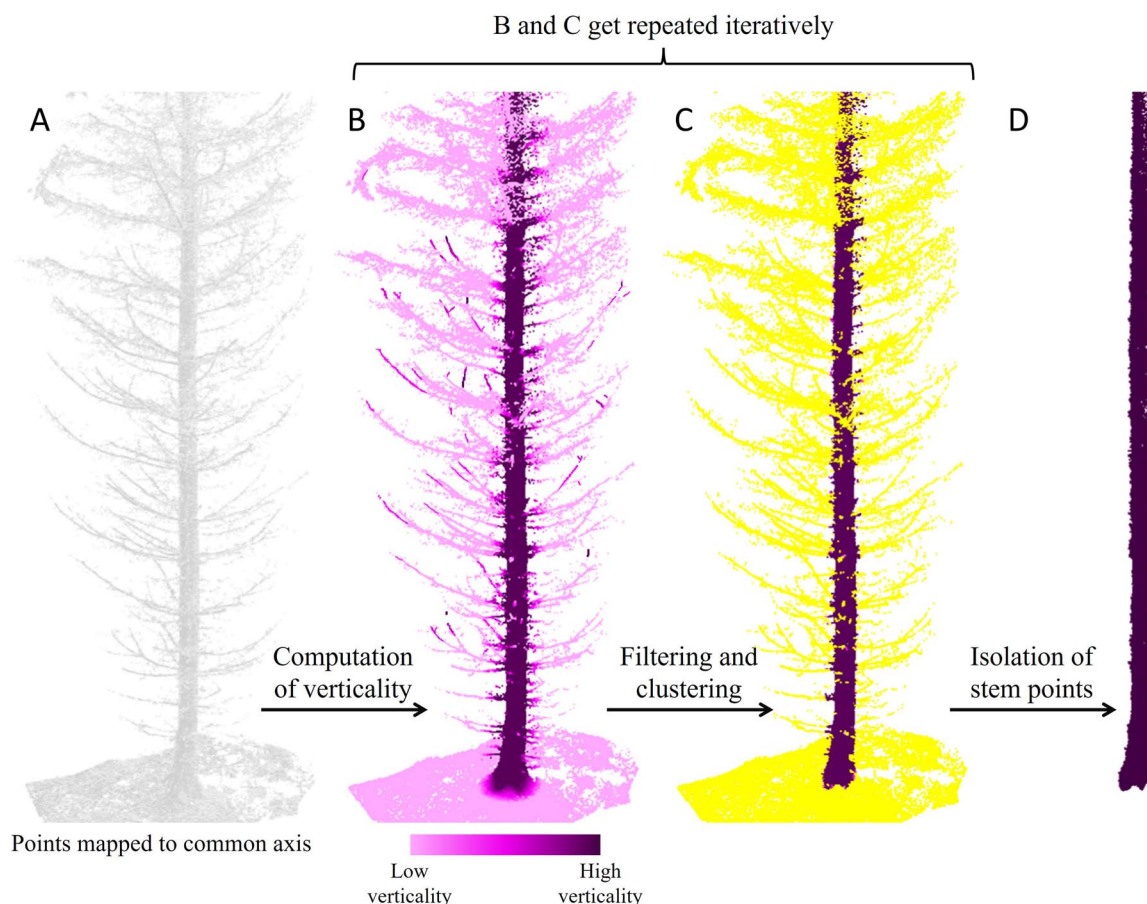 B and C get repeated iteratively
A
B
C
D
Computation
of verticality
Filtering and
clustering
Isolation of
stem points
Points mapped to common axis
Low
verticality
High
verticality